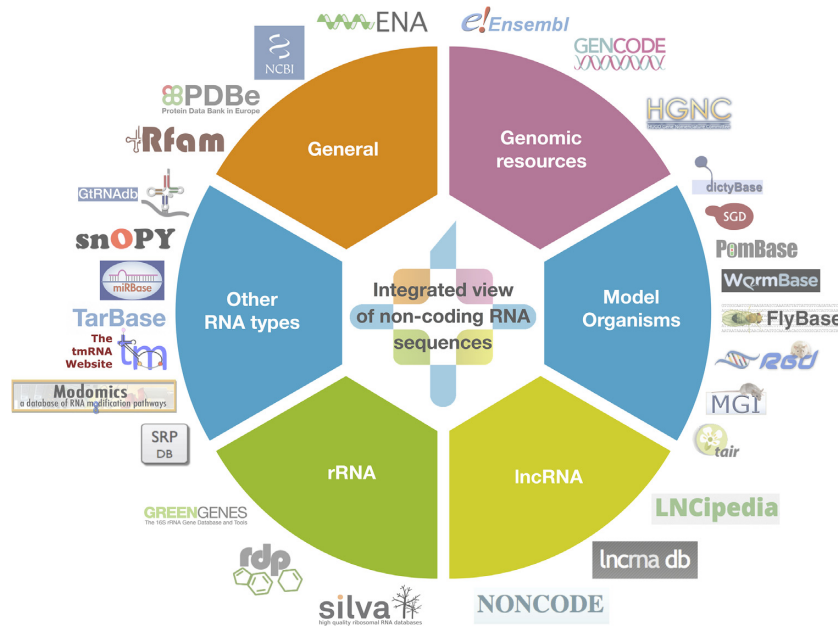 ENA
e!Ensembl
NCBI
GENCODE
PDBe
Protein Data Bank in Europe
HGNC
Rfam
General
Genomic
resources
GtRNAdb
dictyBase
snOPY
SGD
PomBase
miRBase
WormBase
Other
RNA types
Integrated view
of non-coding RNA
sequences
Model
Organisms
TarBase
FlyBase
The
tmRNA
Website
tm
RGD
Modomics
a database of RNA modification pathways
MGI
SRP
DB
tair
rRNA
lncRNA
GREENGENES
The 16S rRNA Gene Database and Tools
LNCipedia
rdp
lncrna db
silva
high quality ribosomal RNA databases
NONCODE